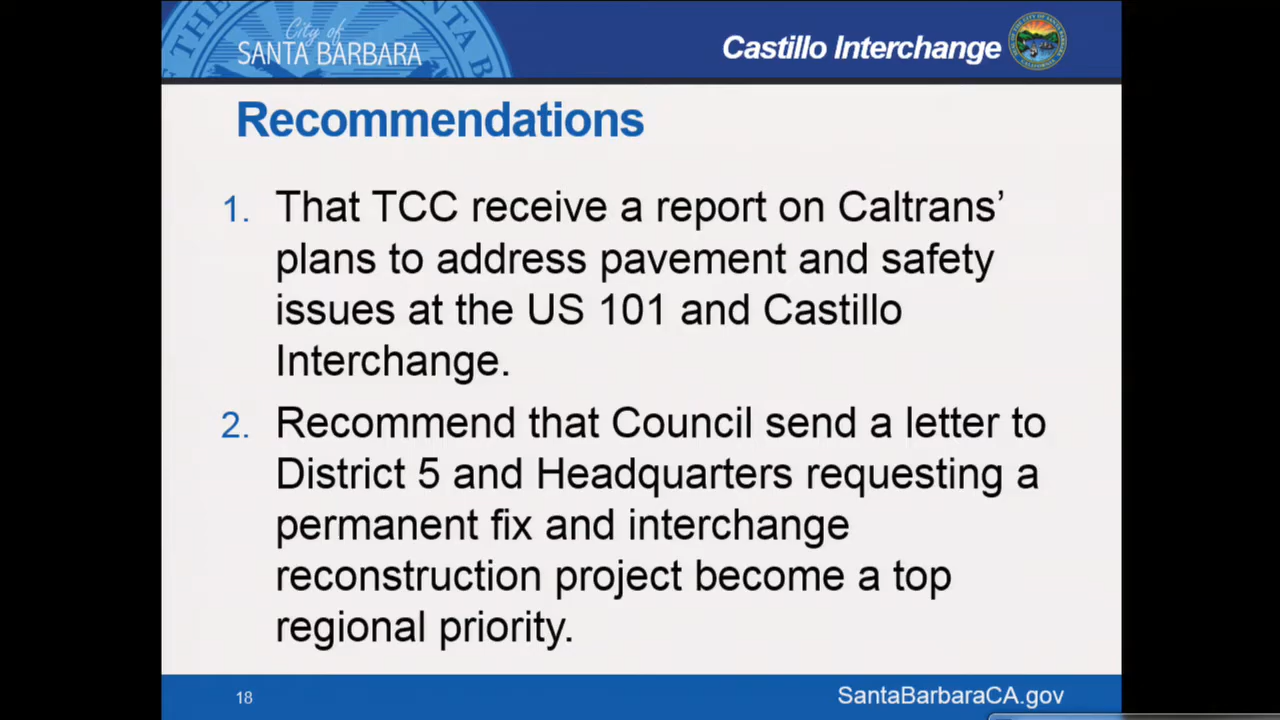 City of
SANTA BARBARA
Castillo Interchange
Recommendations
1. That TCC receive a report on Caltrans’
plans to address pavement and safety
issues at the US 101 and Castillo
Interchange.
2. Recommend that Council send a letter to
District 5 and Headquarters requesting a
permanent fix and interchange
reconstruction project become a top
regional priority.
18
SantaBarbaraCA.gov